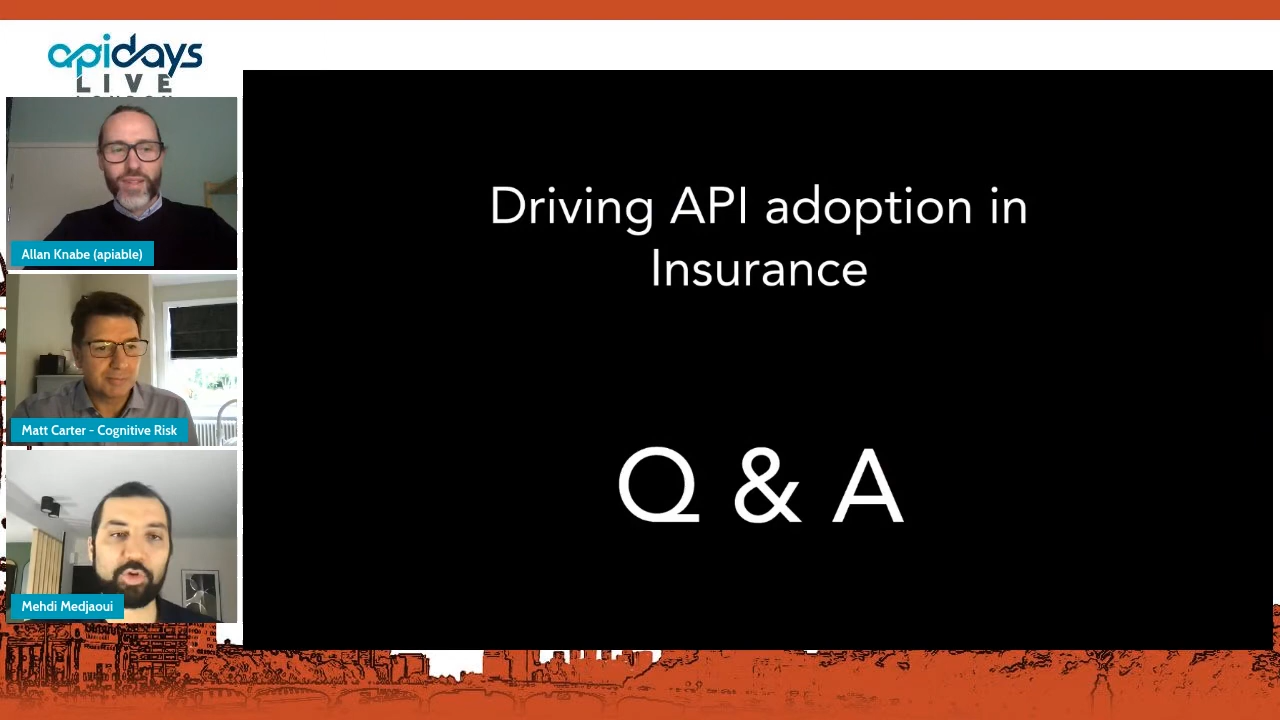 apidays
LIVE
Allan Knabe (apiable)
Matt Carter - Cognitive Risk
Mehdi Medjaoui
Driving API adoption in
Insurance
Q & A